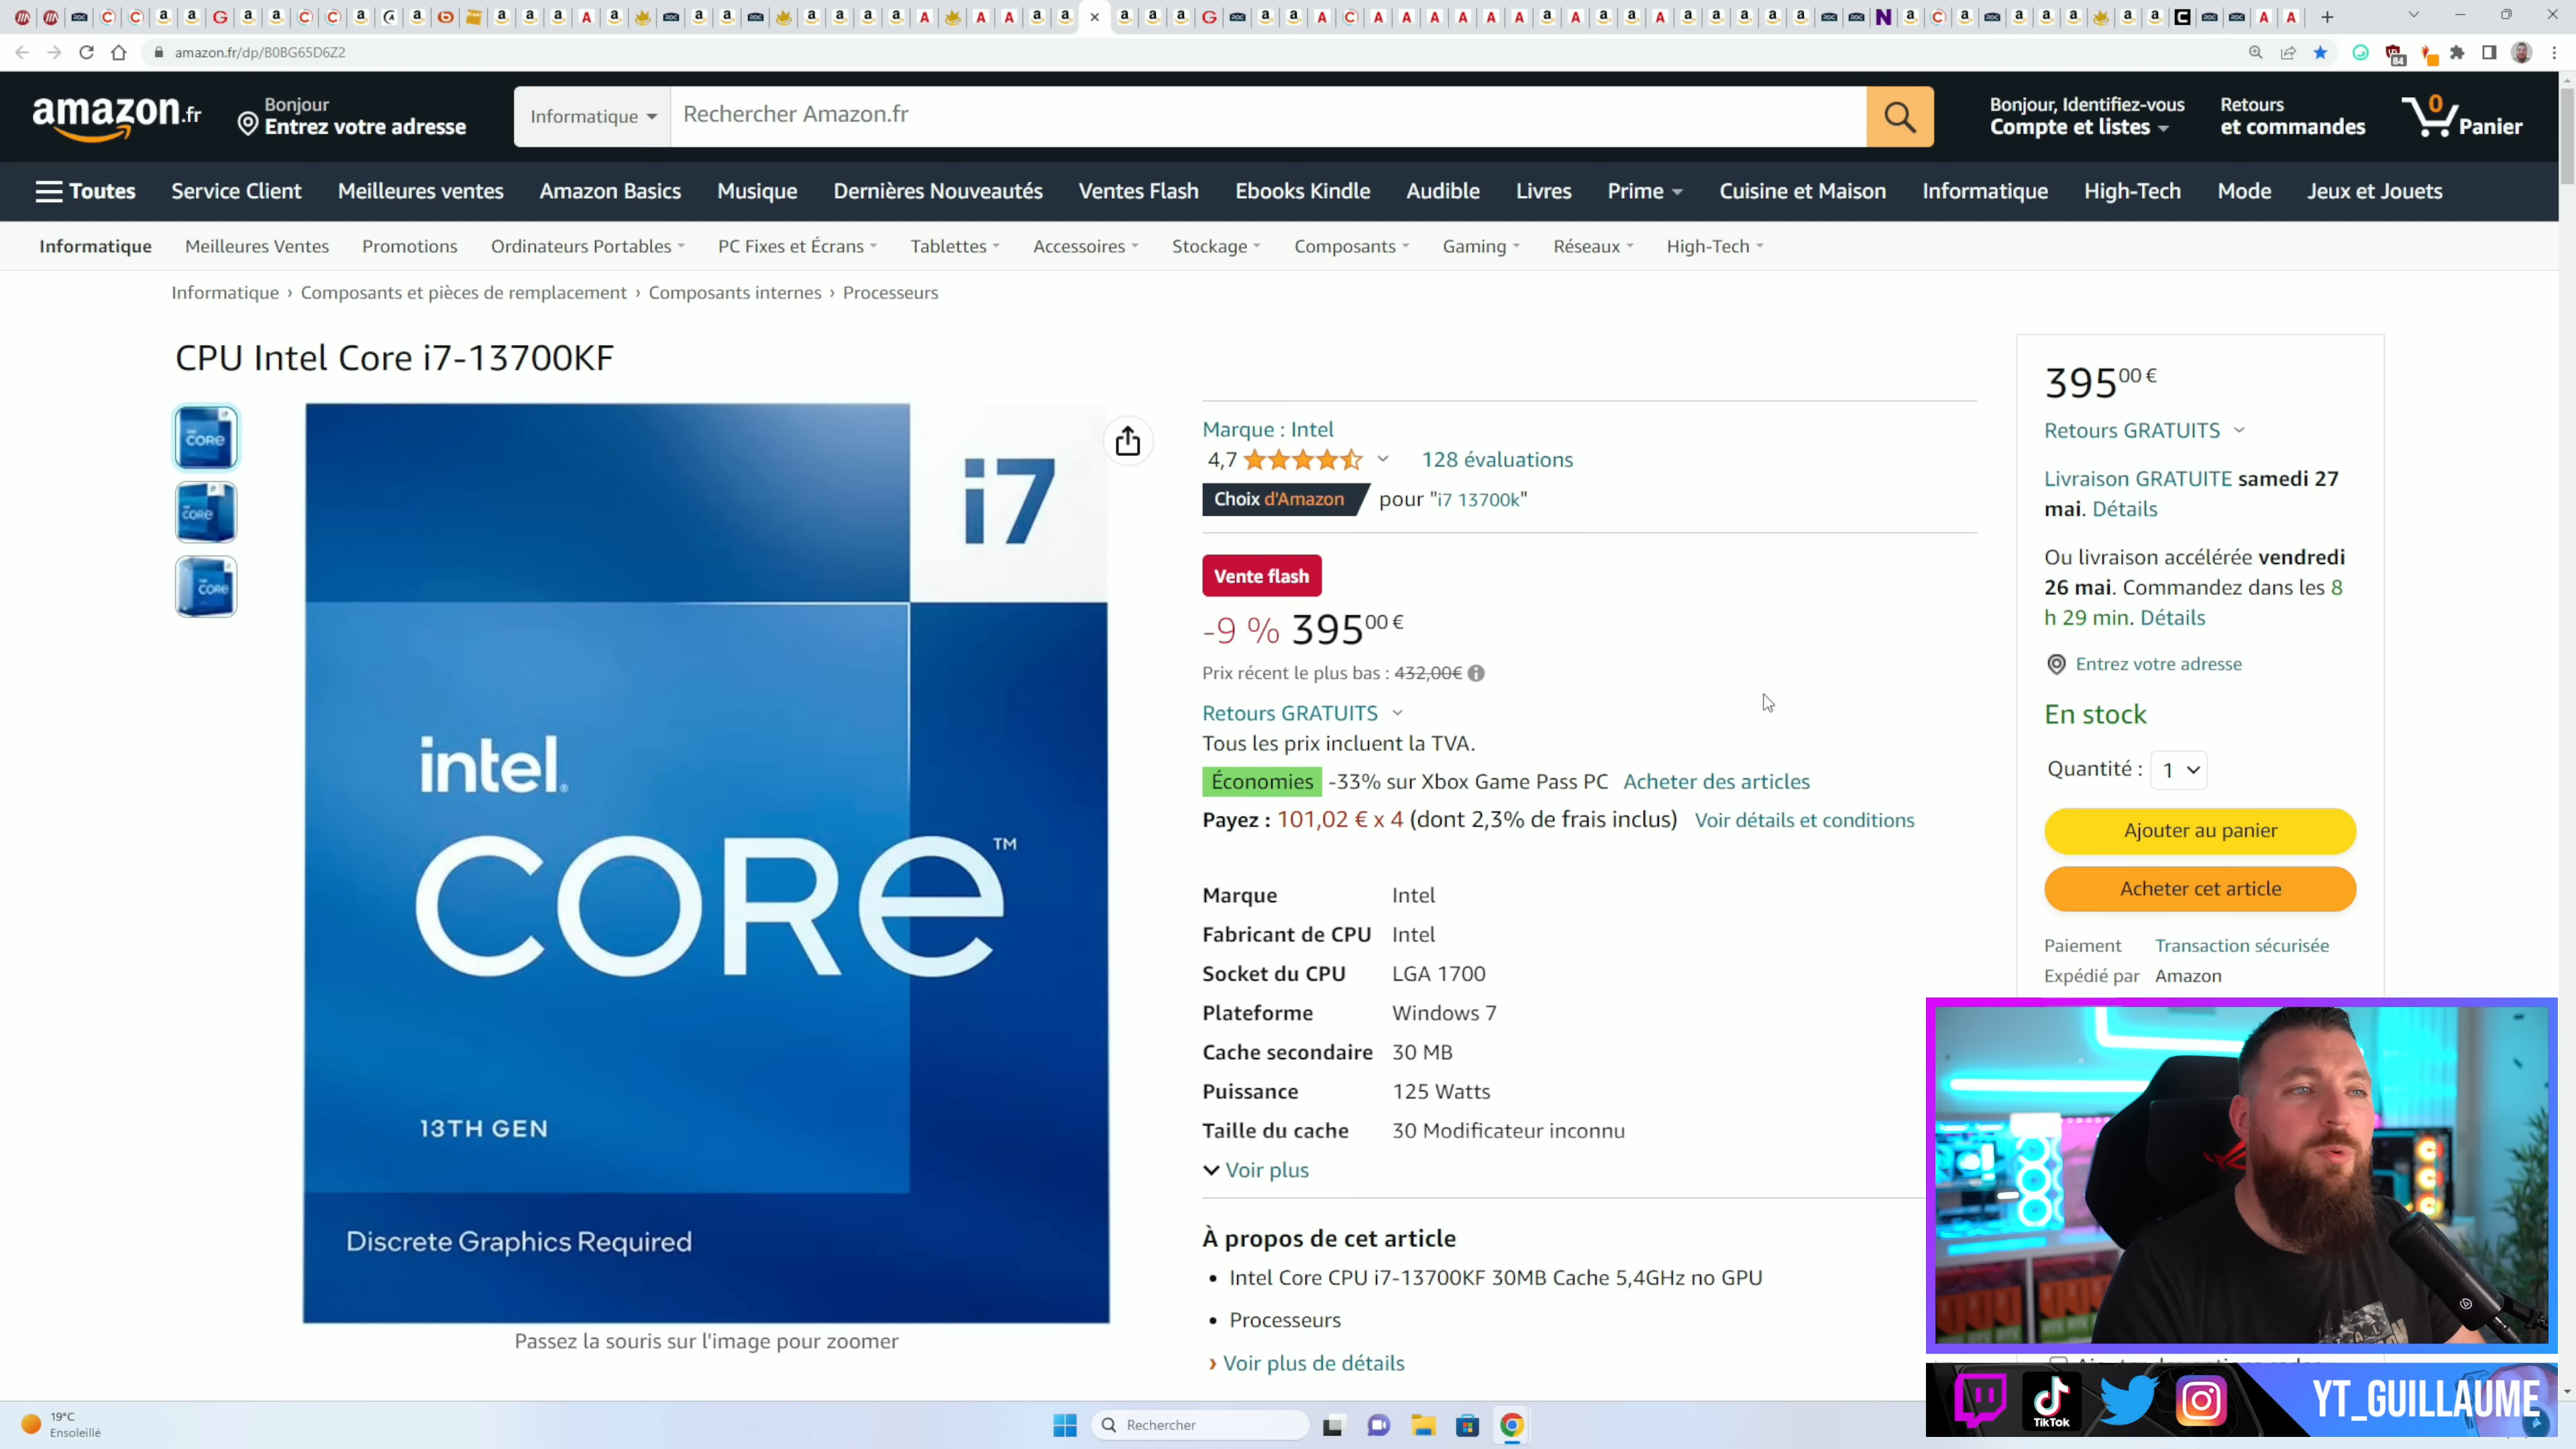 amazon.fr/dp/B0BG65D6Z2
84
amazon.fr
Bonjour
Entrez votre adresse
Informatique
Rechercher Amazon.fr
Bonjour, Identifiez-vous
Compte et listes
Retours
et commandes
0
Panier
Toutes Service Client Meilleures ventes Amazon Basics Musique Dernières Nouveautés Ventes Flash Ebooks Kindle Audible Livres Prime Cuisine et Maison Informatique High-Tech Mode Jeux et Jouets
Informatique Meilleures Ventes Promotions Ordinateurs Portables PC Fixes et Écrans Tablettes Accessoires Stockage Composants Gaming Réseaux High-Tech
Informatique › Composants et pièces de remplacement › Composants internes › Processeurs
CPU Intel Core i7-13700KF
i7
intel.
CORE™
13TH GEN
Discrete Graphics Required
Passez la souris sur l'image pour zoomer
Marque : Intel
4,7 128 évaluations
Choix d'Amazon pour "i7 13700k"
Vente flash
-9 % 395,00 €
Prix récent le plus bas : 432,00€
Retours GRATUITS
Tous les prix incluent la TVA.
Économies -33% sur Xbox Game Pass PC Acheter des articles
Payez : 101,02 € x 4 (dont 2,3% de frais inclus) Voir détails et conditions
Marque Intel
Fabricant de CPU Intel
Socket du CPU LGA 1700
Plateforme Windows 7
Cache secondaire 30 MB
Puissance 125 Watts
Taille du cache 30 Modificateur inconnu
Voir plus
À propos de cet article
• Intel Core CPU i7-13700KF 30MB Cache 5,4GHz no GPU
• Processeurs
› Voir plus de détails
395,00 €
Retours GRATUITS
Livraison GRATUITE samedi 27
mai. Détails
Ou livraison accélérée vendredi
26 mai. Commandez dans les 8
h 29 min. Détails
Entrez votre adresse
En stock
Quantité : 1
Ajouter au panier
Acheter cet article
Paiement Transaction sécurisée
Expédié par Amazon
TikTok
YT_GUILLAUME
19°C
Ensoleillé
Rechercher